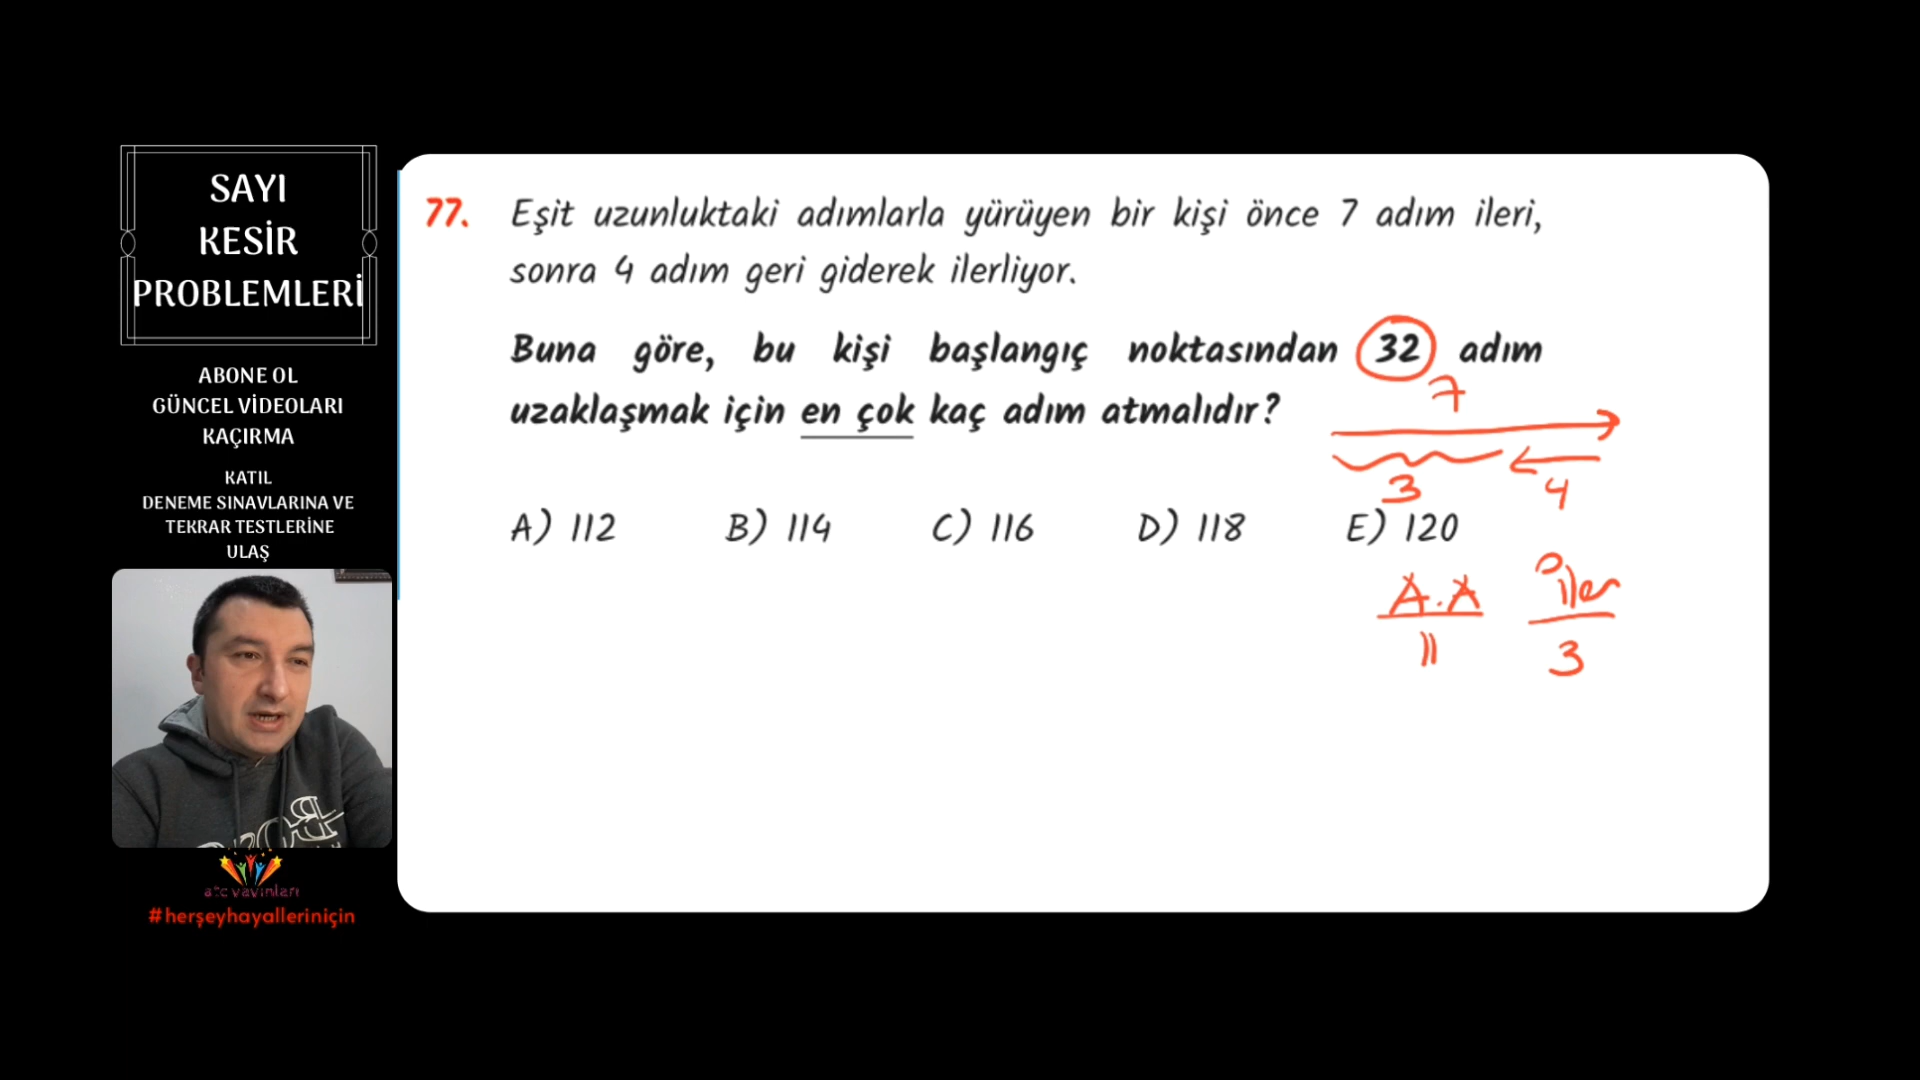 SAYI
KESİR
PROBLEMLERİ
ABONE OL
GÜNCEL VİDEOLARI
KAÇIRMA
KATIL
DENEME SINAVLARINA VE
TEKRAR TESTLERİNE
ULAŞ
atc yayınları
#herşeyhayalleriniçin
77. Eşit uzunluktaki adımlarla yürüyen bir kişi önce 7 adım ileri,
sonra 4 adım geri giderek ilerliyor.
Buna göre, bu kişi başlangıç noktasından 32 adım
uzaklaşmak için en çok kaç adım atmalıdır?
7
3 4
A) 112 B) 114 C) 116 D) 118 E) 120
A.A iler
11 3